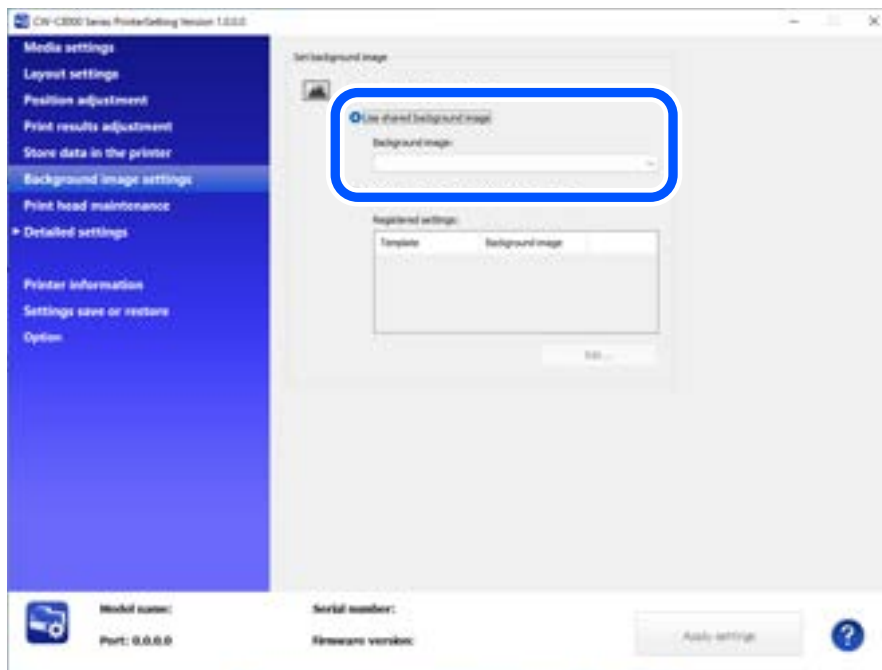 CW-C8000 Series PrinterSetting Version 1.0.0.0
Media settings
Layout settings
Position adjustment
Print results adjustment
Store data in the printer
Background image settings
Print head maintenance
Detailed settings
Printer information
Settings save or restore
Option
Set background image
Use shared background image
Background image:
Registered settings:
Template
Background image
Edit ...
Model name:
Serial number:
Port: 0.0.0.0
Firmware version:
Apply settings
?